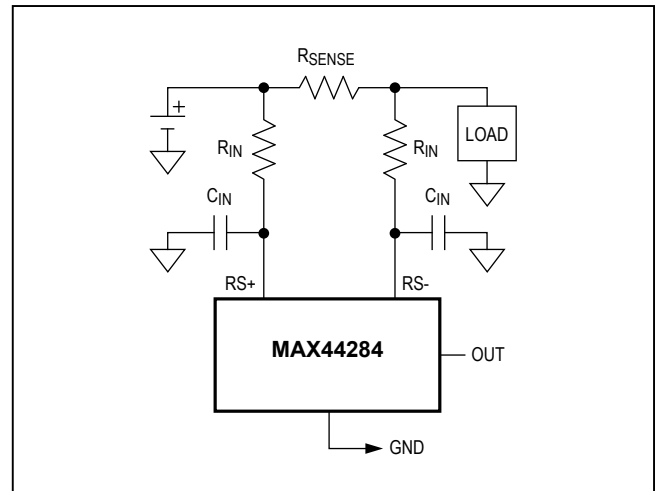 RSENSE
+
LOAD
RIN
RIN
CIN
CIN
RS+
RS-
MAX44284
OUT
GND